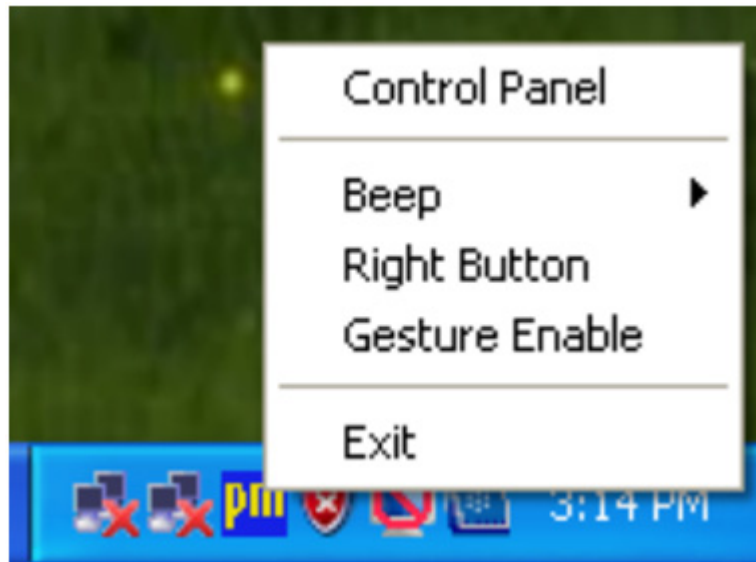 Control Panel
Beep
Right Button
Gesture Enable
Exit
pm 3:14 PM